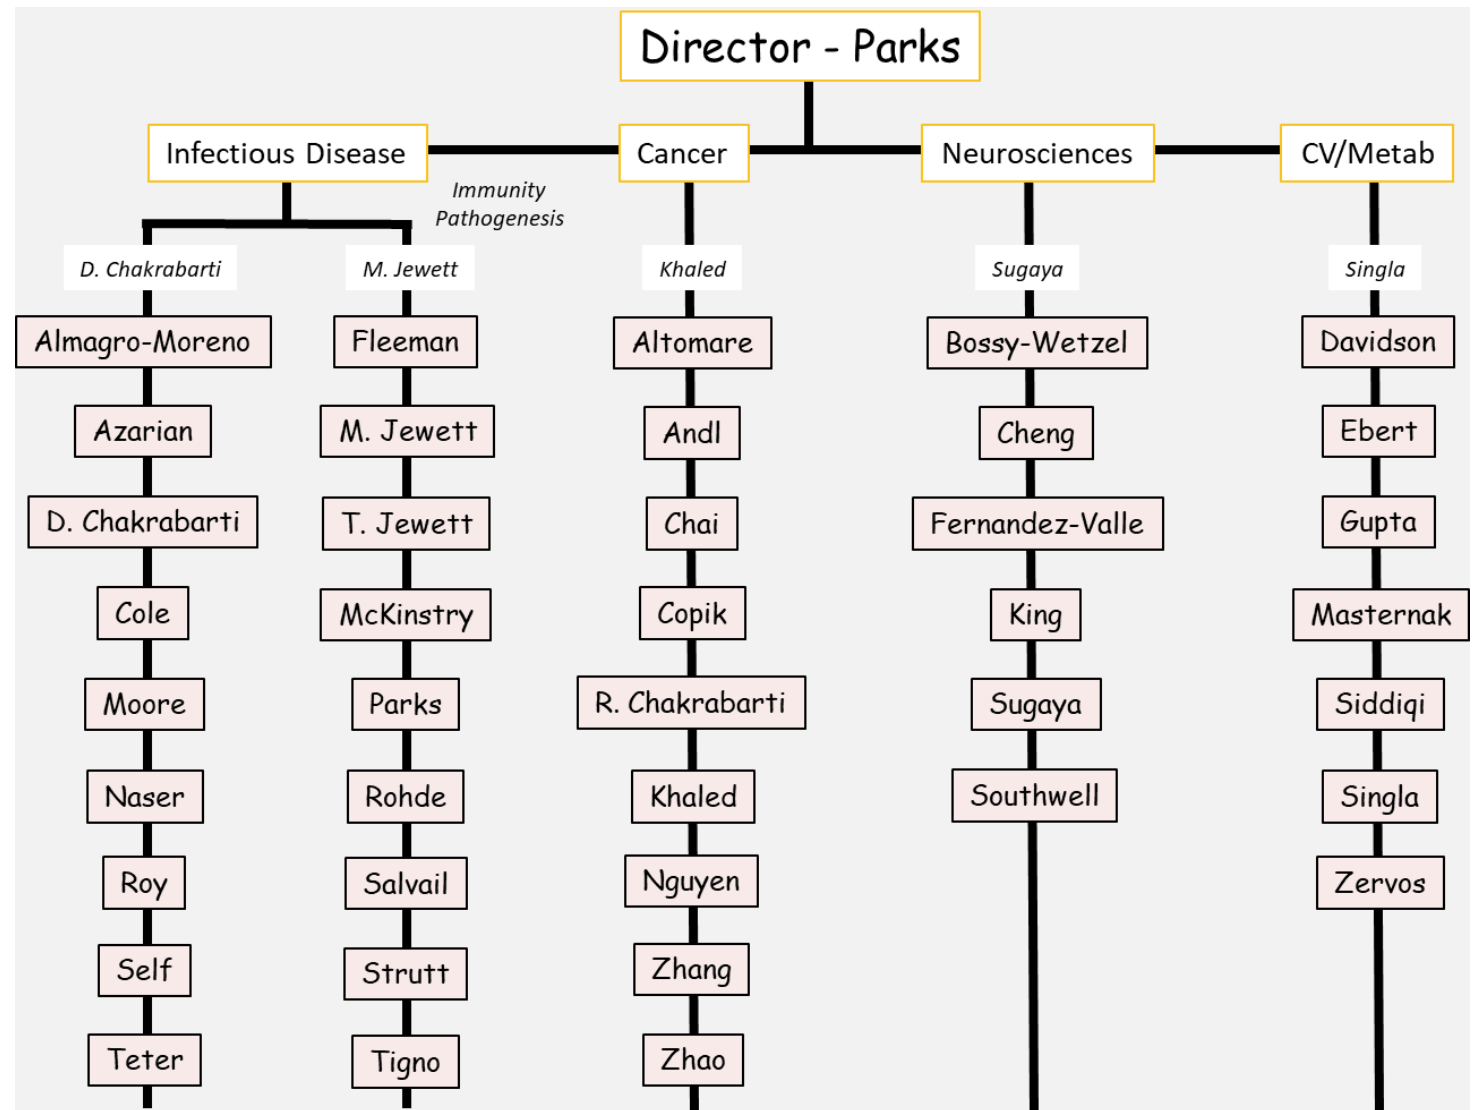 Director - Parks
Infectious Disease
Cancer
Neurosciences
CV/Metab
Immunity
Pathogenesis
D. Chakrabarti
M. Jewett
Khaled
Sugaya
Singla
Almagro-Moreno
Azarian
D. Chakrabarti
Cole
Moore
Naser
Roy
Self
Teter
Fleeman
M. Jewett
T. Jewett
McKinstry
Parks
Rohde
Salvail
Strutt
Tigno
Altomare
Andl
Chai
Copik
R. Chakrabarti
Khaled
Nguyen
Zhang
Zhao
Bossy-Wetzel
Cheng
Fernandez-Valle
King
Sugaya
Southwell
Davidson
Ebert
Gupta
Masternak
Siddiqi
Singla
Zervos